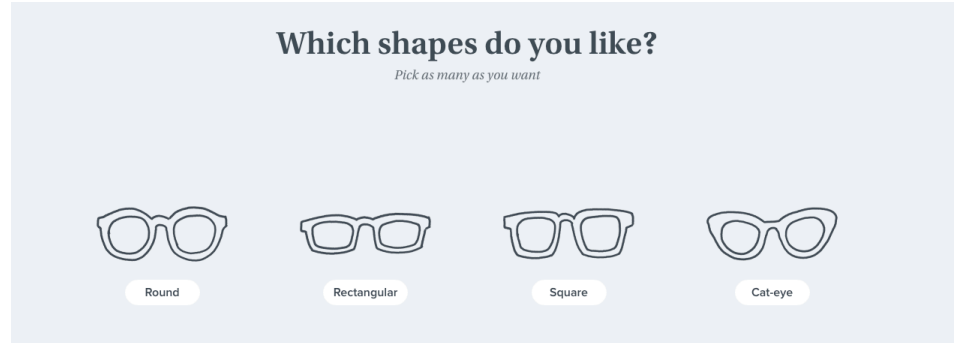 Which shapes do you like?
Pick as many as you want
Round
Rectangular
Square
Cat-eye